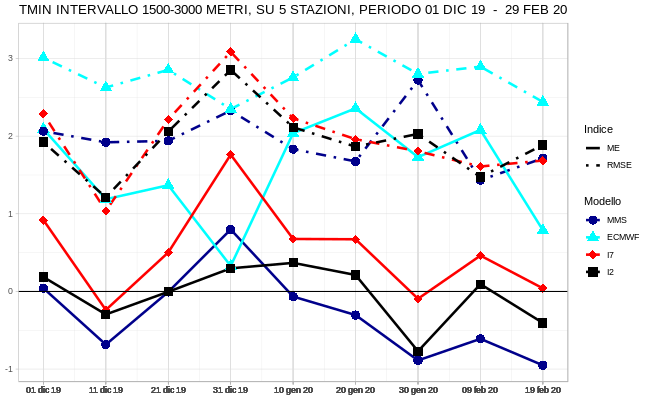 TMIN INTERVALLO 1500-3000 METRI, SU 5 STAZIONI, PERIODO 01 DIC 19 - 29 FEB 20
3
2
1
0
-1
01 dic 19 11 dic 19 21 dic 19 31 dic 19 10 gen 20 20 gen 20 30 gen 20 09 feb 20 19 feb 20
Indice
ME
RMSE
Modello
MMS
ECMWF
I7
I2